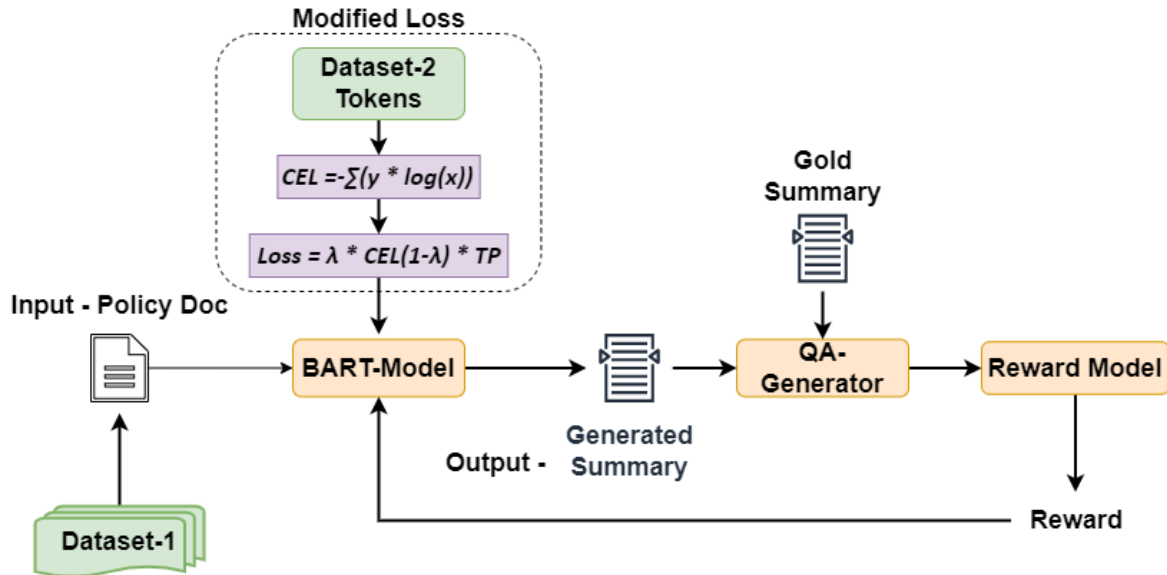 Modified Loss
Dataset-2
Tokens
CEL =-∑(y * log(x))
Loss = λ * CEL(1-λ) * TP
Gold
Summary
Input - Policy Doc
BART-Model
QA-
Generator
Reward Model
Output -
Generated
Summary
Reward
Dataset-1